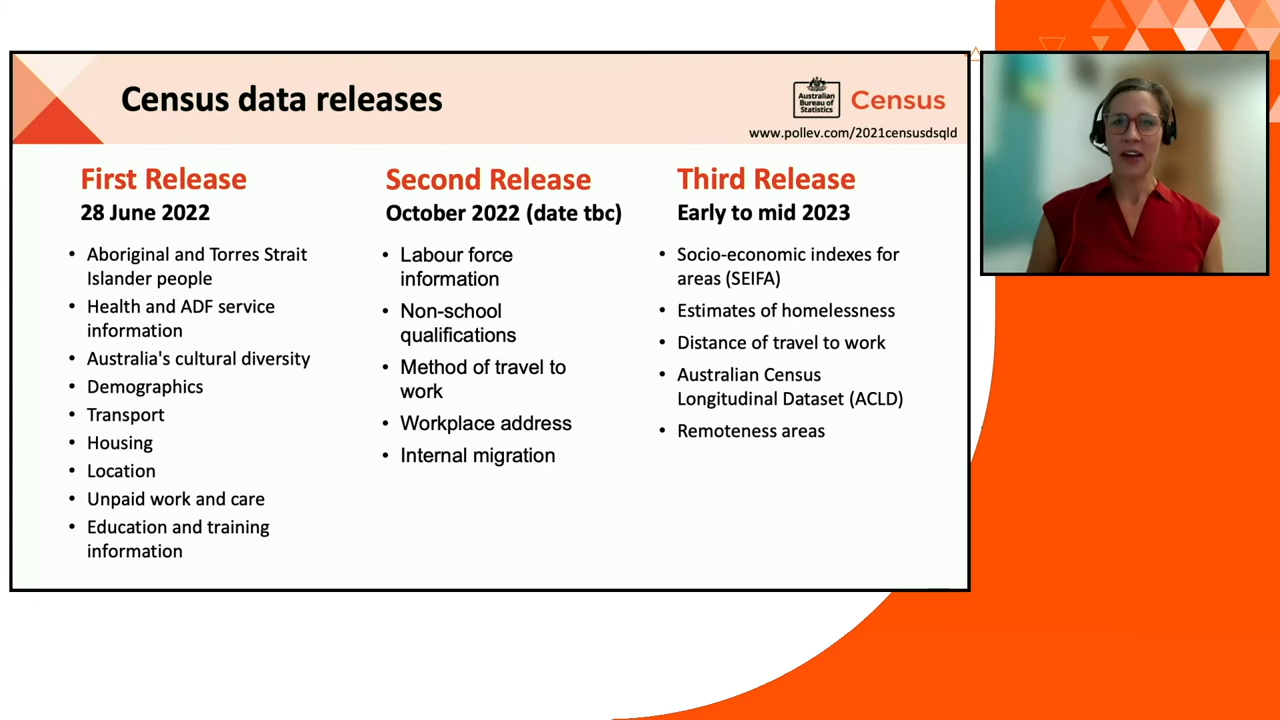 Census data releases
Australian
Bureau of
Statistics
Census
www.pollev.com/2021censusdsqld
First Release
28 June 2022
• Aboriginal and Torres Strait
Islander people
• Health and ADF service
information
• Australia's cultural diversity
• Demographics
• Transport
• Housing
• Location
• Unpaid work and care
• Education and training
information
Second Release
October 2022 (date tbc)
• Labour force
information
• Non-school
qualifications
• Method of travel to
work
• Workplace address
• Internal migration
Third Release
Early to mid 2023
• Socio-economic indexes for
areas (SEIFA)
• Estimates of homelessness
• Distance of travel to work
• Australian Census
Longitudinal Dataset (ACLD)
• Remoteness areas